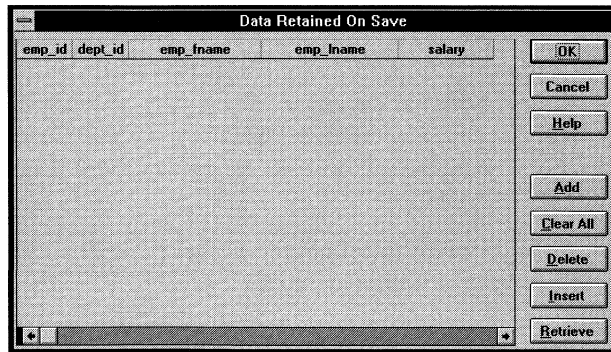 Data Retained On Save
emp_id dept_id emp_fname emp_lname salary
OK
Cancel
Help
Add
Clear All
Delete
Insert
Retrieve